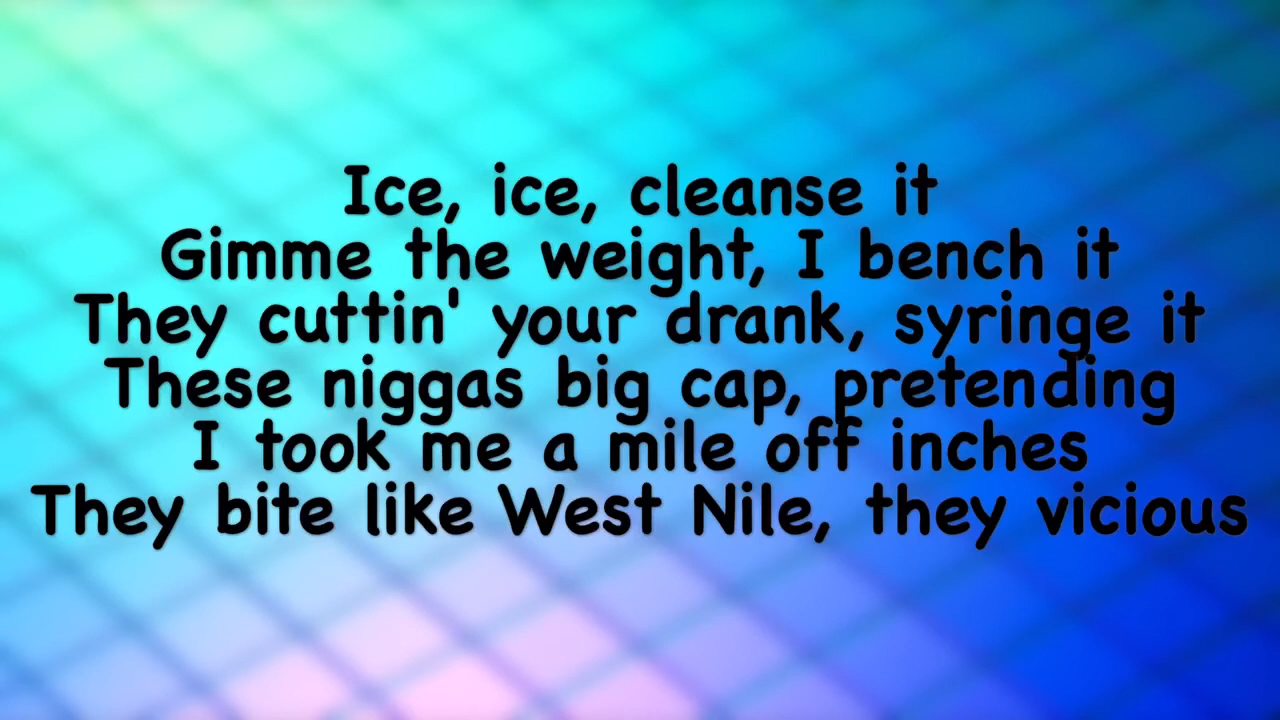 Ice, ice, cleanse it
Gimme the weight, I bench it
They cuttin' your drank, syringe it
These niggas big cap, pretending
I took me a mile off inches
They bite like West Nile, they vicious